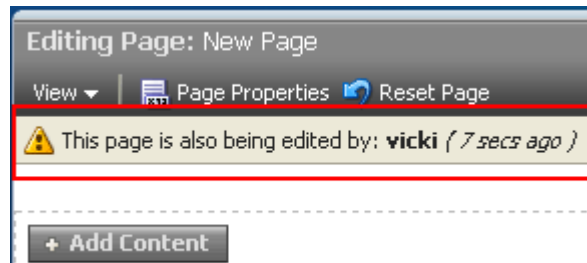 Editing Page: New Page
View Page Properties Reset Page
This page is also being edited by: vicki ( 7 secs ago )
+ Add Content